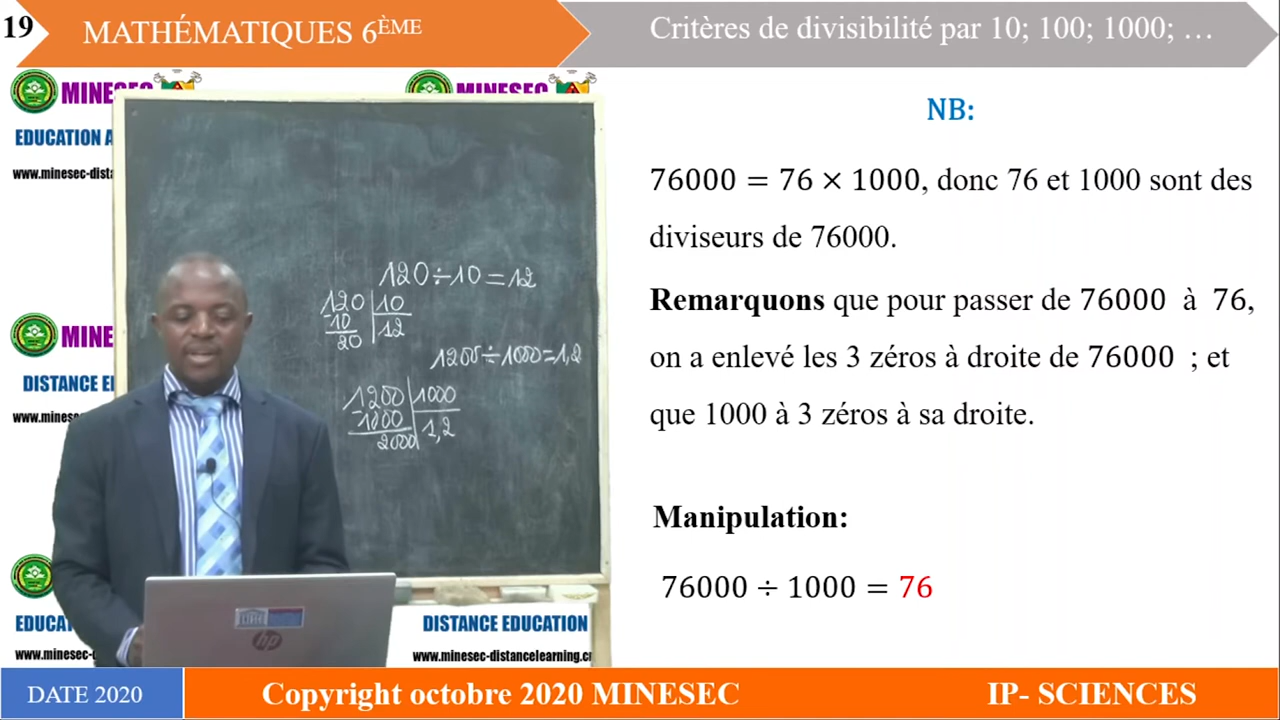 19
MATHÉMATIQUES 6ÈME
Critères de divisibilité par 10; 100; 1000; …
MINESEC
MINESEC
EDUCATION A
www.minesec-dista
MINE
DISTANCE E
www.mines
EDUCA
www.minesec-
DISTANCE EDUCATION
www.minesec-distancelearning.c
120÷10=12
120 10
10 12
20
1200÷1000=1,2
1200 1000
-1000 1,2
2000
NB:
76000 = 76 × 1000, donc 76 et 1000 sont des
diviseurs de 76000.
Remarquons que pour passer de 76000 à 76,
on a enlevé les 3 zéros à droite de 76000 ; et
que 1000 à 3 zéros à sa droite.
Manipulation:
76000 ÷ 1000 = 76
hp
DATE 2020
Copyright octobre 2020 MINESEC
IP- SCIENCES